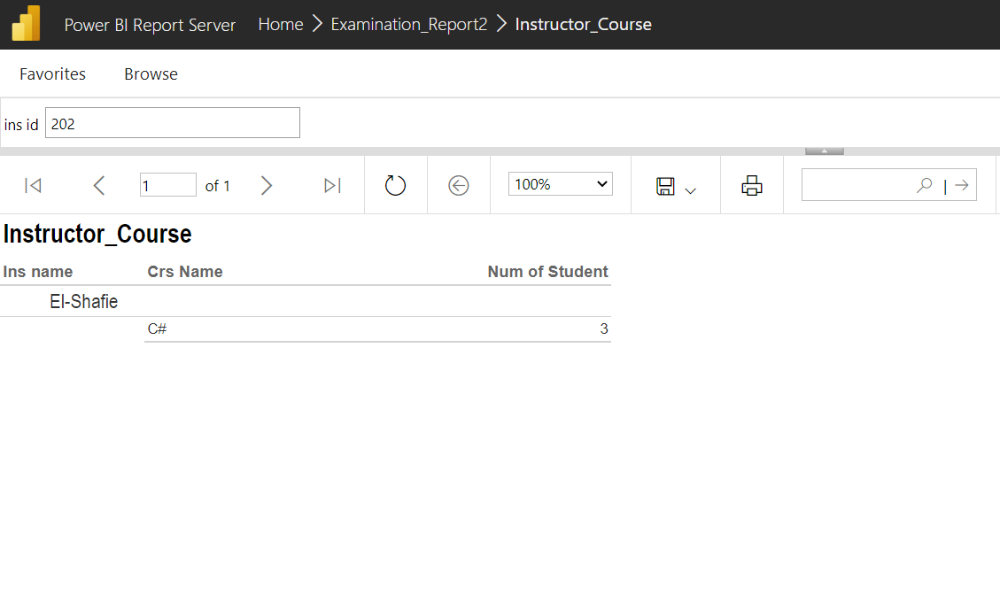 Power BI Report Server Home > Examination_Report2 > Instructor_Course
Favorites Browse
ins id 202
1 of 1 100% |
Instructor_Course
Ins name Crs Name Num of Student
El-Shafie
C# 3